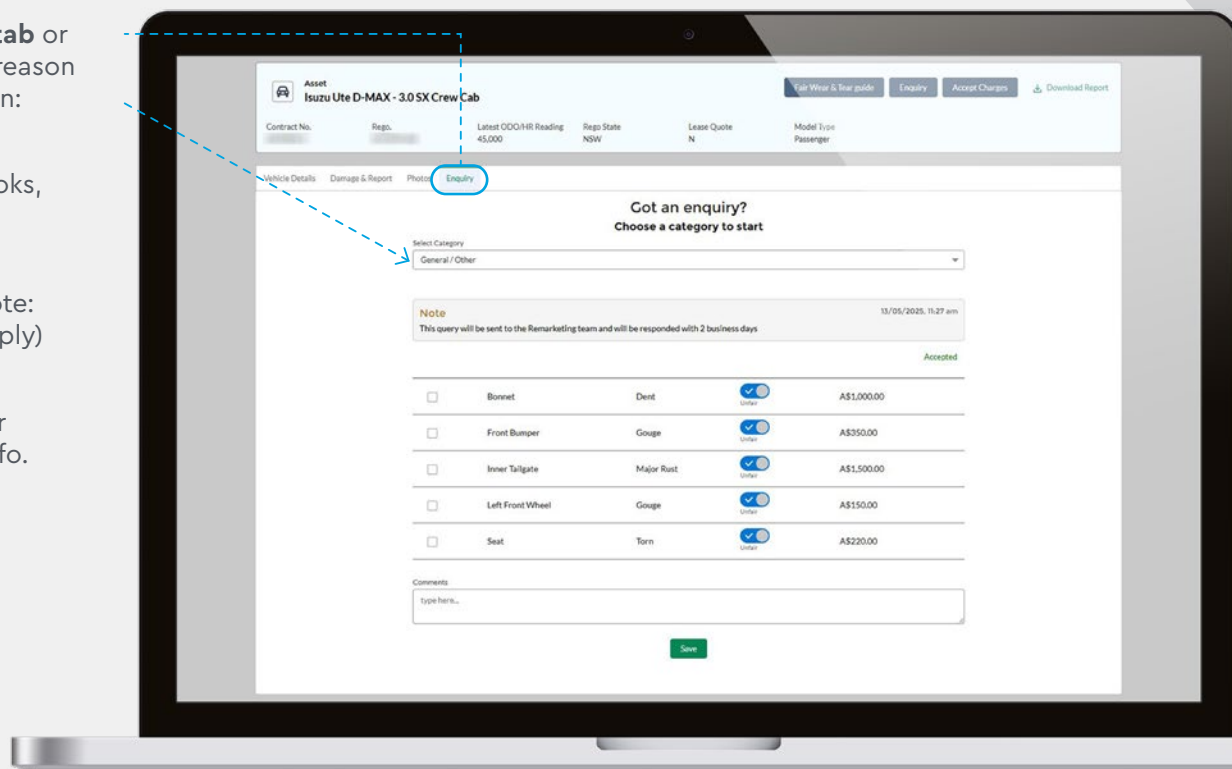 tab or
reason
n:
oks,
ote:
ply)
r
fo.
Asset
Isuzu Ute D-MAX - 3.0 SX Crew Cab
Fair Wear & Tear guide Enquiry Accept Charges Download Report
Contract No. Rego. Latest ODO/HR Reading Rego State Lease Quote Model Type
45,000 NSW N Passenger
Vehicle Details Damage & Report Photos Enquiry
Got an enquiry?
Choose a category to start
Select Category
General / Other
Note 13/05/2025, 11:27 am
This query will be sent to the Remarketing team and will be responded with 2 business days
Accepted
Bonnet Dent Unfair A$1,000.00
Front Bumper Gouge Unfair A$350.00
Inner Tailgate Major Rust Unfair A$1,500.00
Left Front Wheel Gouge Unfair A$150.00
Seat Torn Unfair A$220.00
Comments
type here...
Save